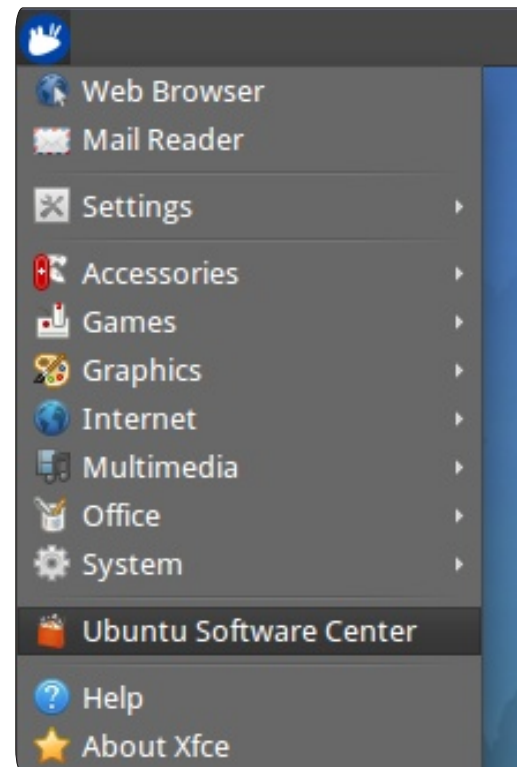 Web Browser
Mail Reader
Settings
Accessories
Games
Graphics
Internet
Multimedia
Office
System
Ubuntu Software Center
Help
About Xfce